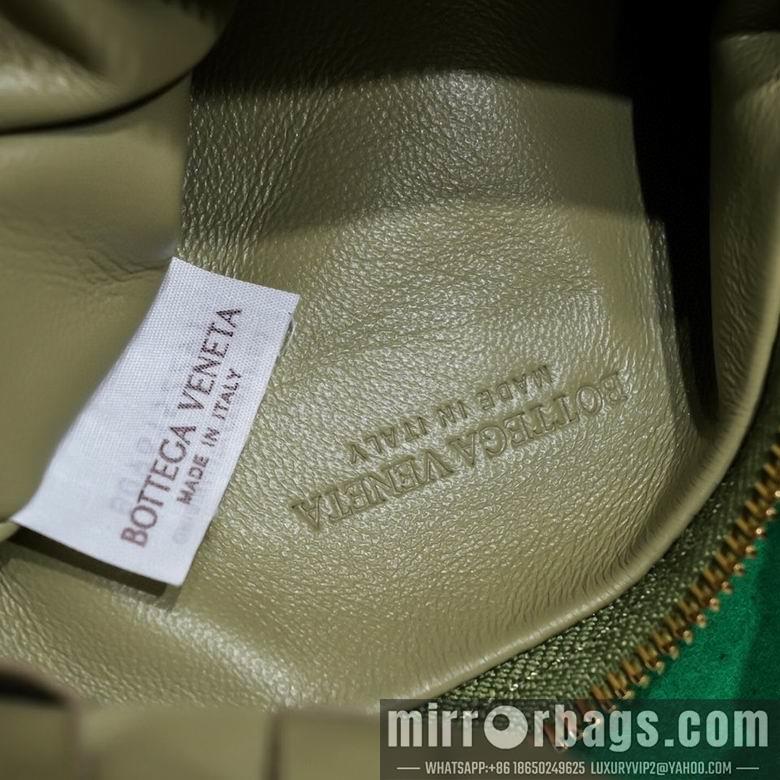 BOTTEGA VENETA
MADE IN ITALY
BOTTEGA VENETA
MADE IN ITALY
mirrorbags.com
WHATSAPP:+86 18650249625 LUXURYVIP2@YAHOO.COM